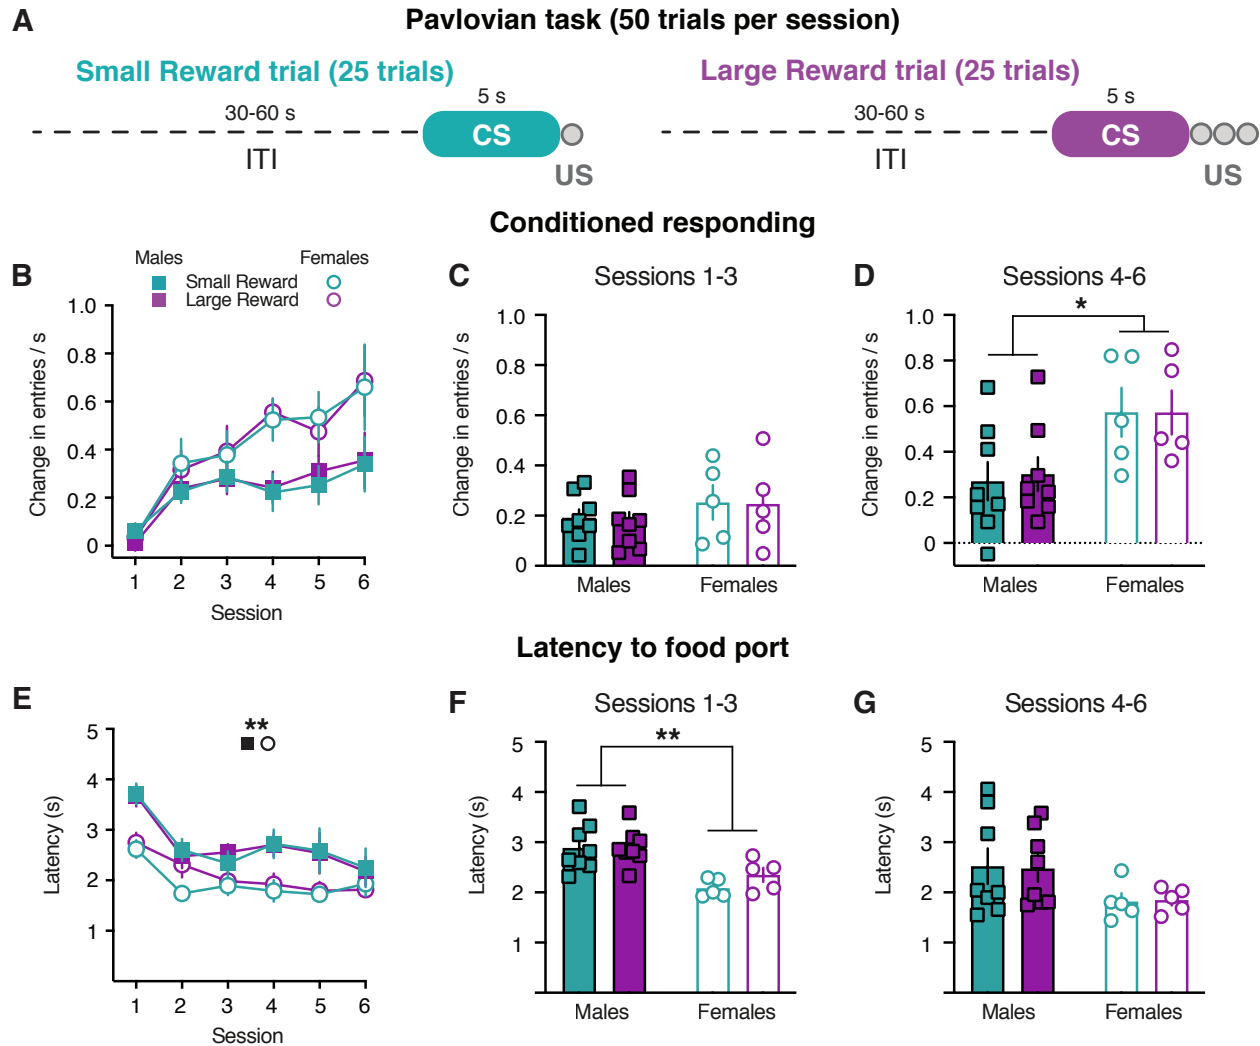 A
Pavlovian task (50 trials per session)
Small Reward trial (25 trials)
Large Reward trial (25 trials)
30-60 s
5 s
CS
ITI
US
30-60 s
5 s
CS
ITI
US
Conditioned responding
B
Males
Females
Small Reward
Large Reward
Change in entries / s
1.0
0.8
0.6
0.4
0.2
0
1 2 3 4 5 6
Session
C
Sessions 1-3
Change in entries / s
1.0
0.8
0.6
0.4
0.2
0
Males
Females
D
Sessions 4-6
*
Change in entries / s
1.0
0.8
0.6
0.4
0.2
0
Males
Females
Latency to food port
E
**
Latency (s)
5
4
3
2
1
1 2 3 4 5 6
Session
F
Sessions 1-3
**
Latency (s)
5
4
3
2
1
Males
Females
G
Sessions 4-6
Latency (s)
5
4
3
2
1
Males
Females